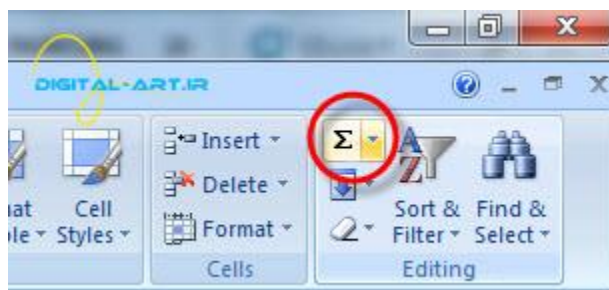 DIGITAL-ART.IR
Insert
Σ
Delete
Format
Cell
Styles
Sort &
Filter
Find &
Select
Cells
Editing